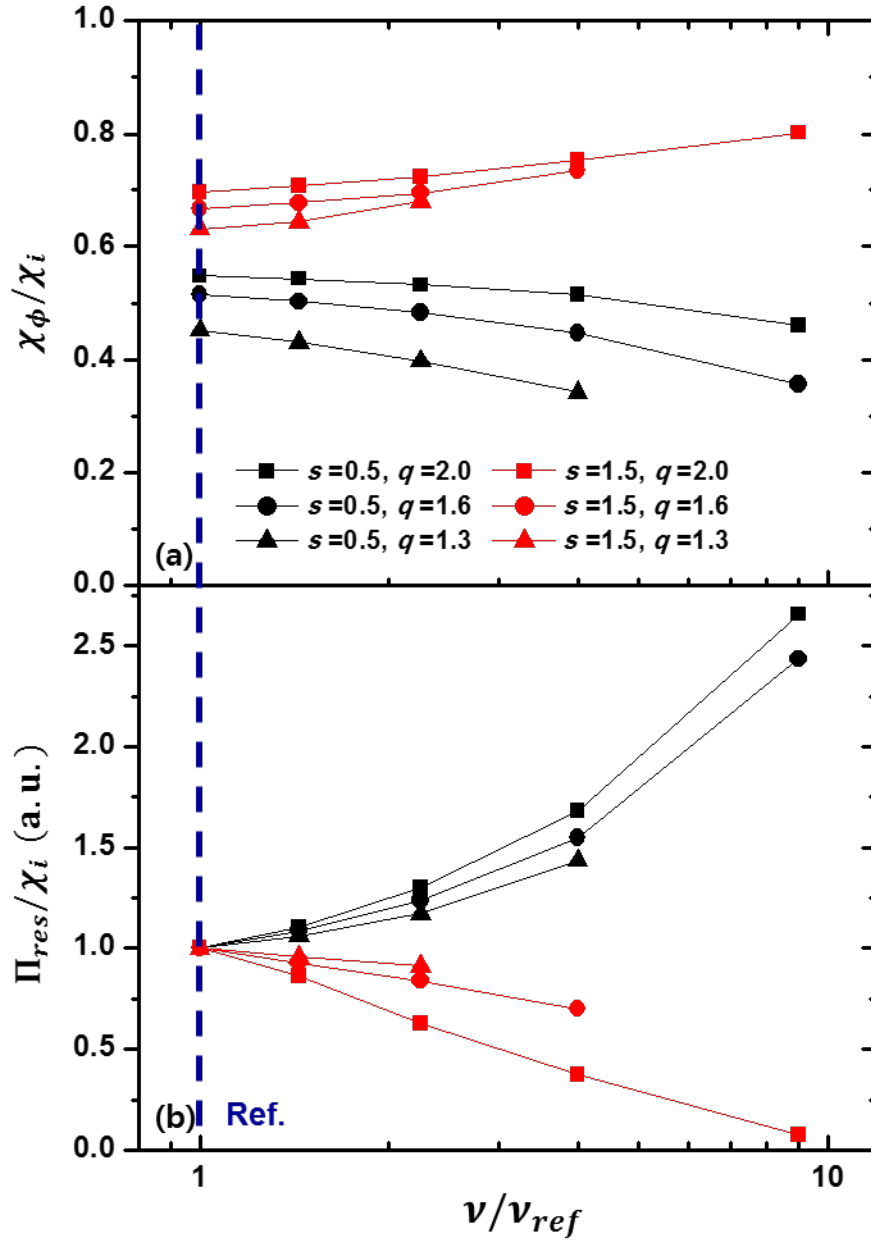 1.0
0.8
0.6
0.4
0.2
0.0
χ_ϕ/χ_i
s=0.5, q=2.0 s=1.5, q=2.0
s=0.5, q=1.6 s=1.5, q=1.6
s=0.5, q=1.3 s=1.5, q=1.3
(a)
2.5
2.0
1.5
1.0
0.5
0.0
Π_res/χ_i (a.u.)
(b) Ref.
1 10
ν/ν_ref